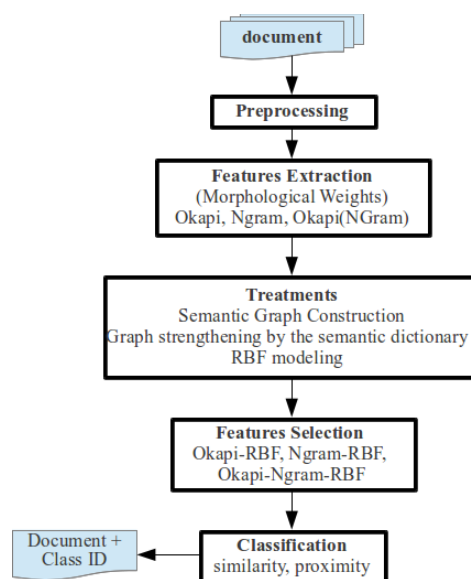 document
Preprocessing
Features Extraction
(Morphological Weights)
Okapi, Ngram, Okapi(NGram)
Treatments
Semantic Graph Construction
Graph strengthening by the semantic dictionary
RBF modeling
Features Selection
Okapi-RBF, Ngram-RBF,
Okapi-Ngram-RBF
Document +
Class ID
Classification
similarity, proximity